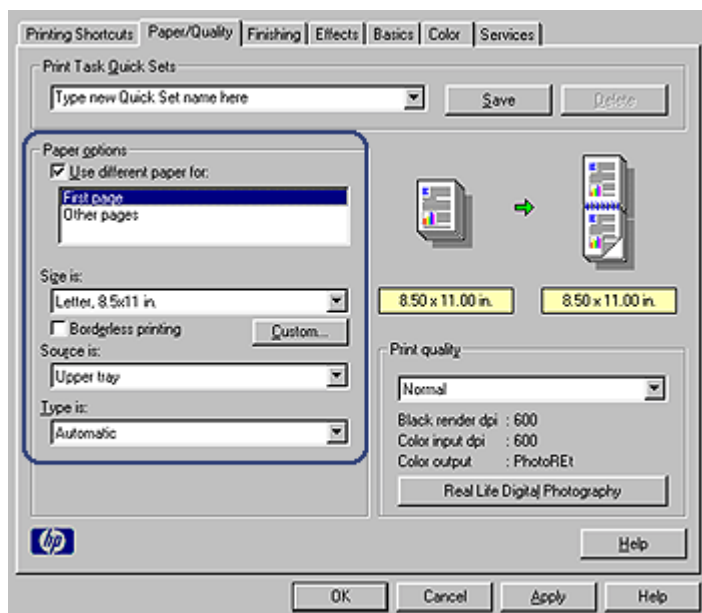 Printing Shortcuts Paper/Quality Finishing Effects Basics Color Services
Print Task Quick Sets
Type new Quick Set name here Save Delete
Paper options
Use different paper for:
First page
Other pages
Size is:
Letter, 8.5x11 in.
8.50 x 11.00 in. 8.50 x 11.00 in.
Borderless printing Custom...
Source is:
Upper tray
Type is:
Automatic
Print quality
Normal
Black render dpi : 600
Color input dpi : 600
Color output : PhotoREt
Real Life Digital Photography
hp Help
OK Cancel Apply Help